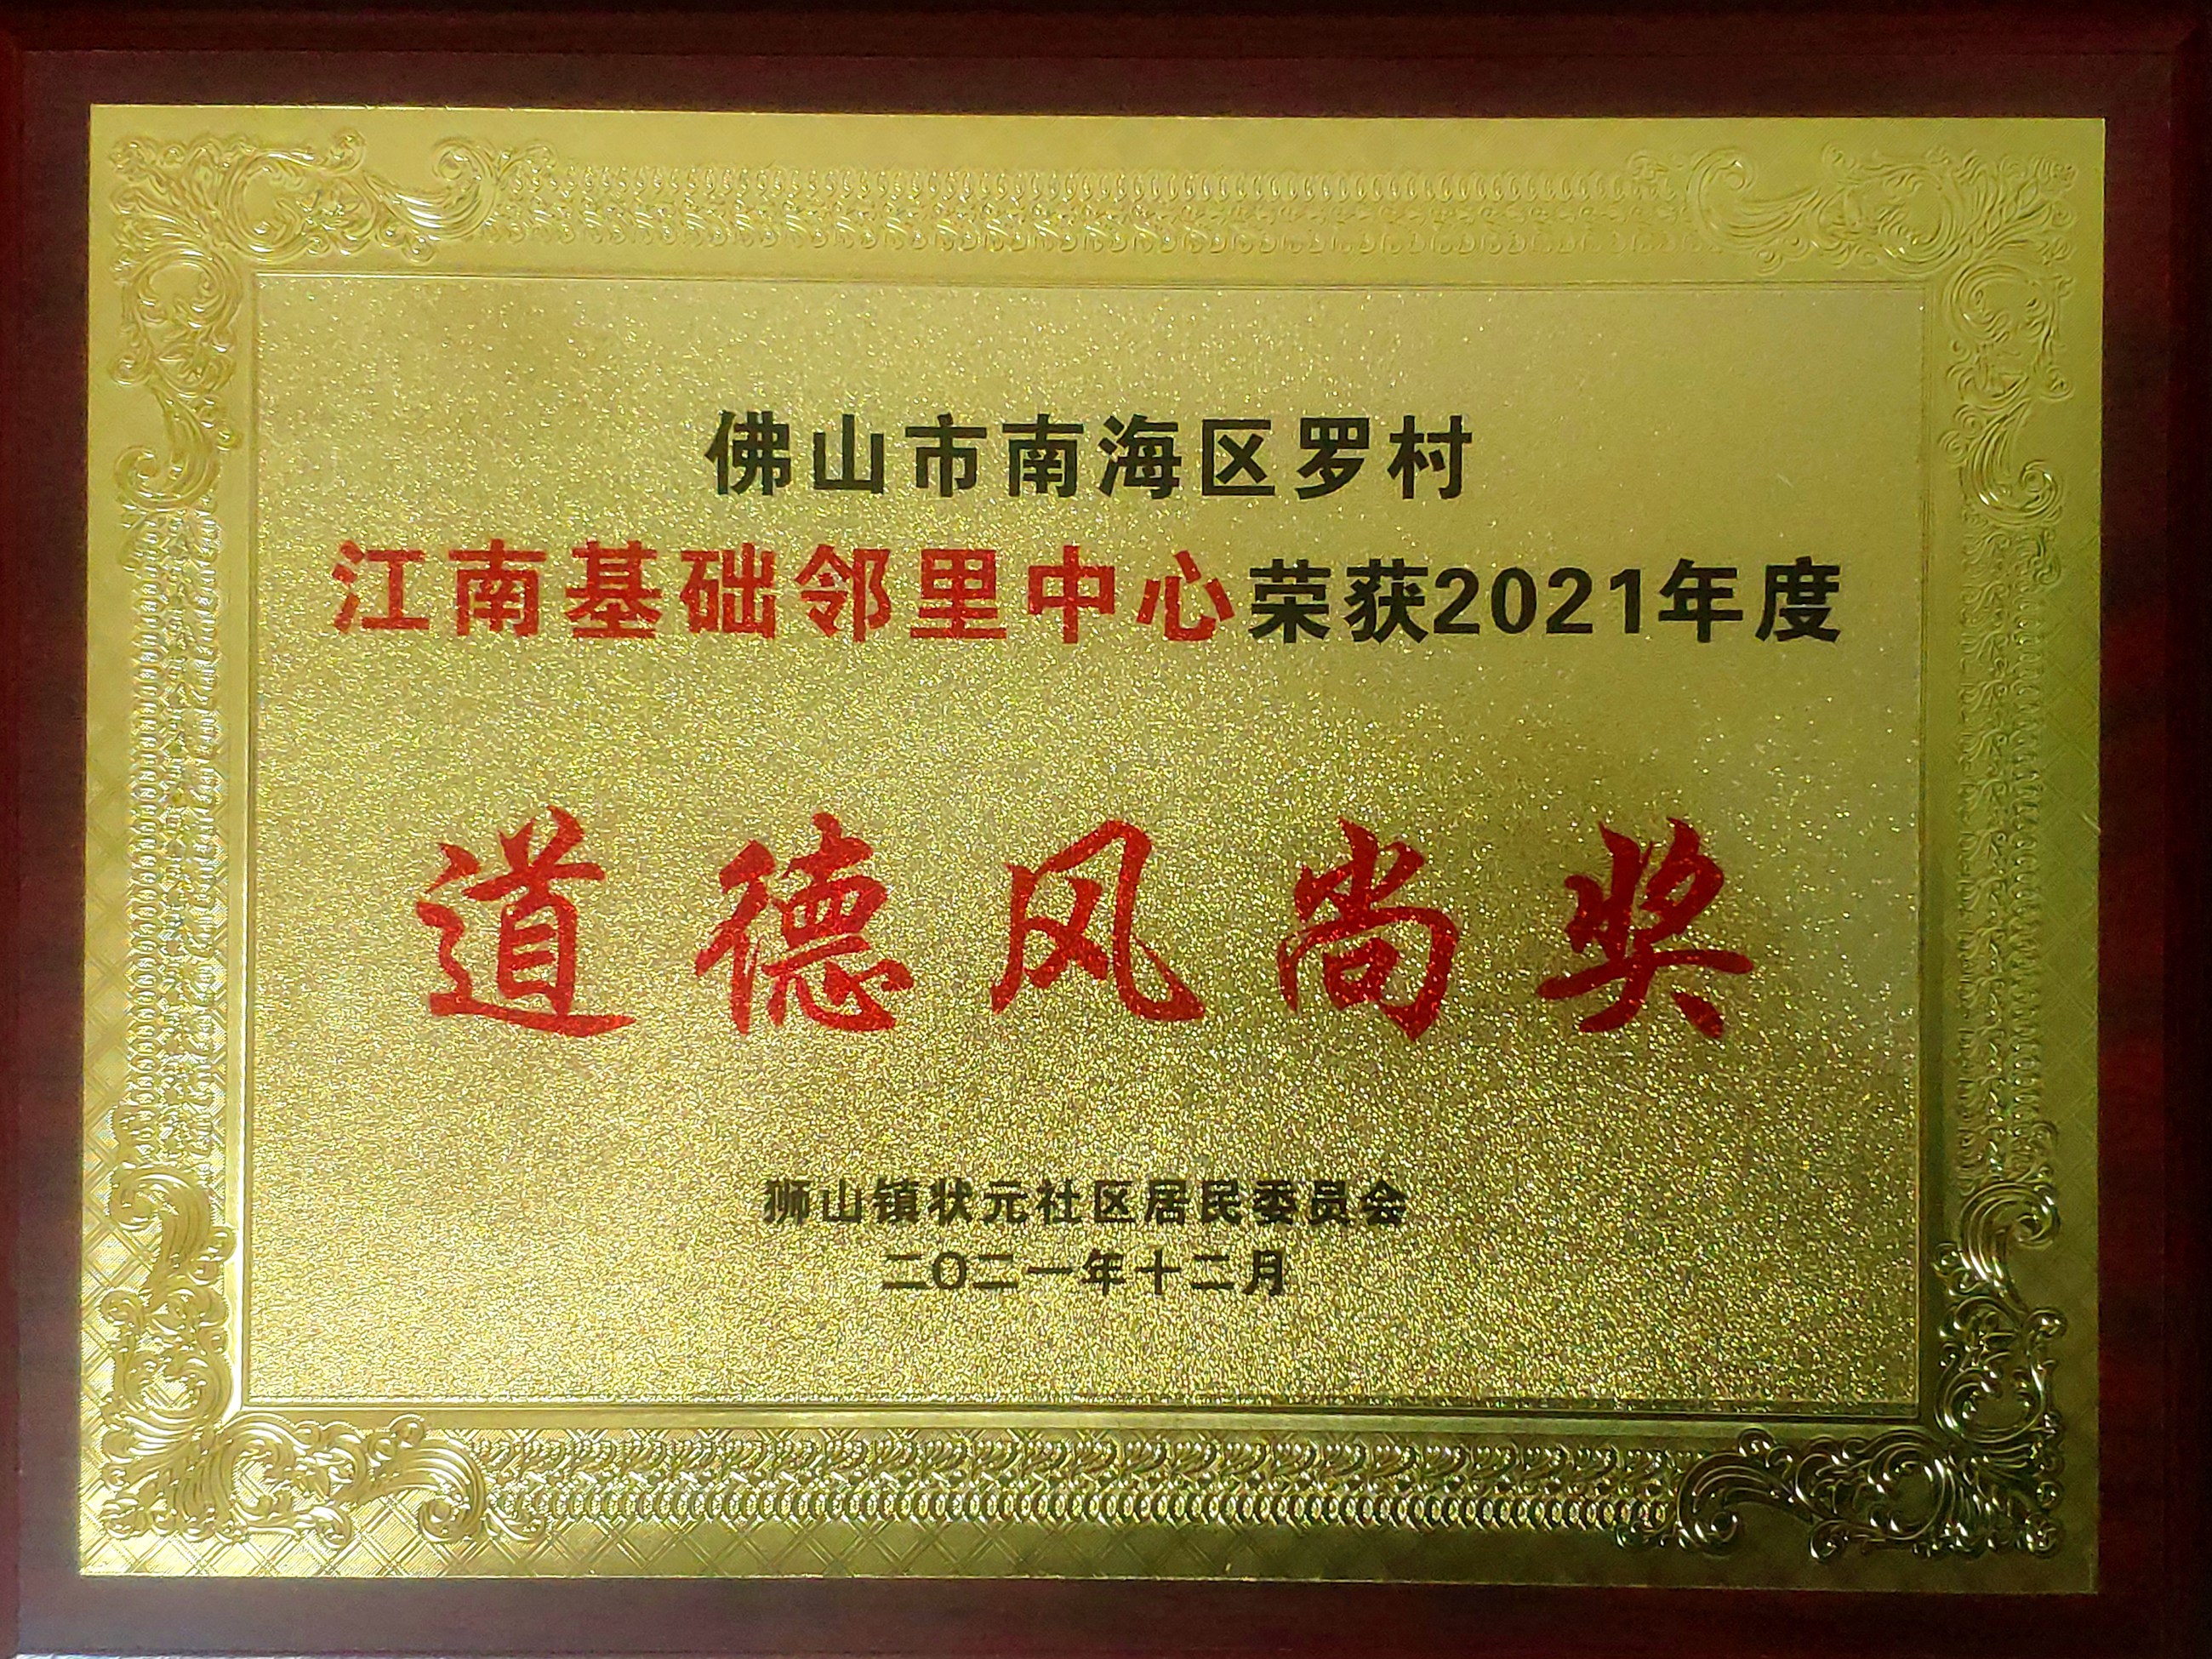 佛山市南海区罗村
江南基础邻里中心荣获2021年度
道德风尚奖
狮山镇状元社区居民委员会
二〇二一年十二月